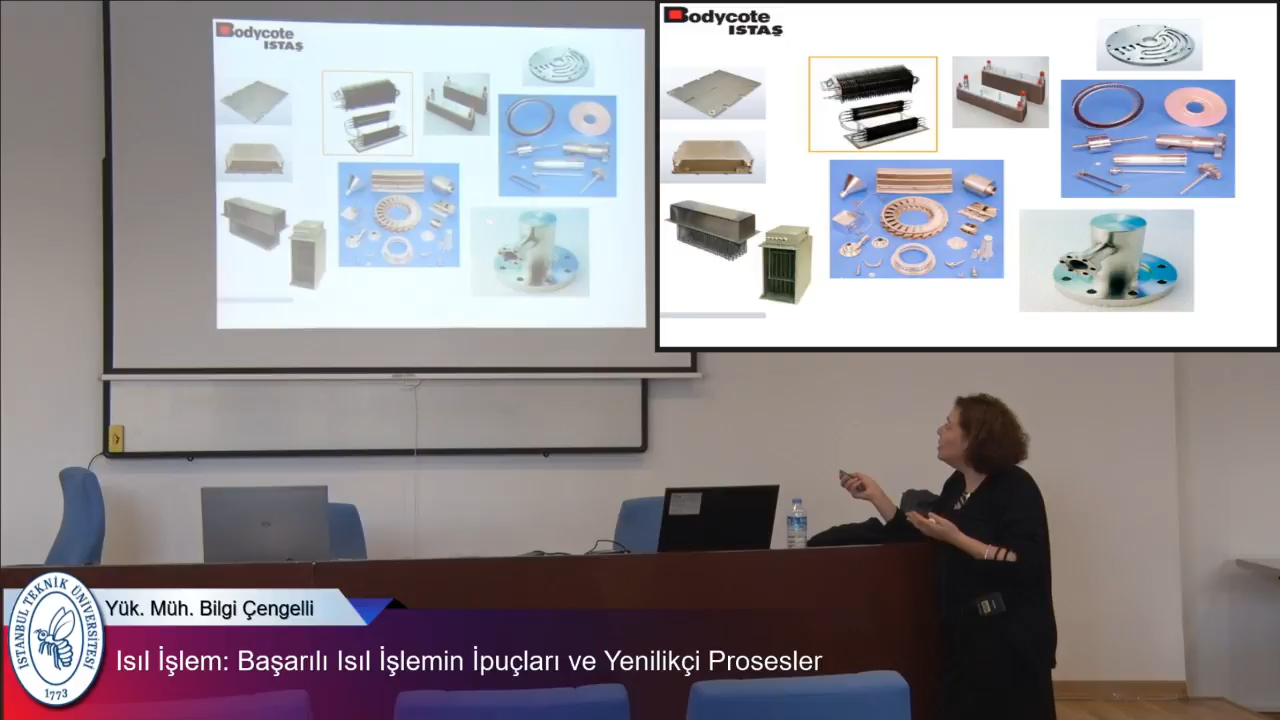 Bodycote
ISTAŞ
Bodycote
ISTAŞ
İSTANBUL TEKNİK ÜNİVERSİTESİ
1773
Yük. Müh. Bilgi Çengelli
Isıl İşlem: Başarılı Isıl İşlemin İpuçları ve Yenilikçi Prosesler